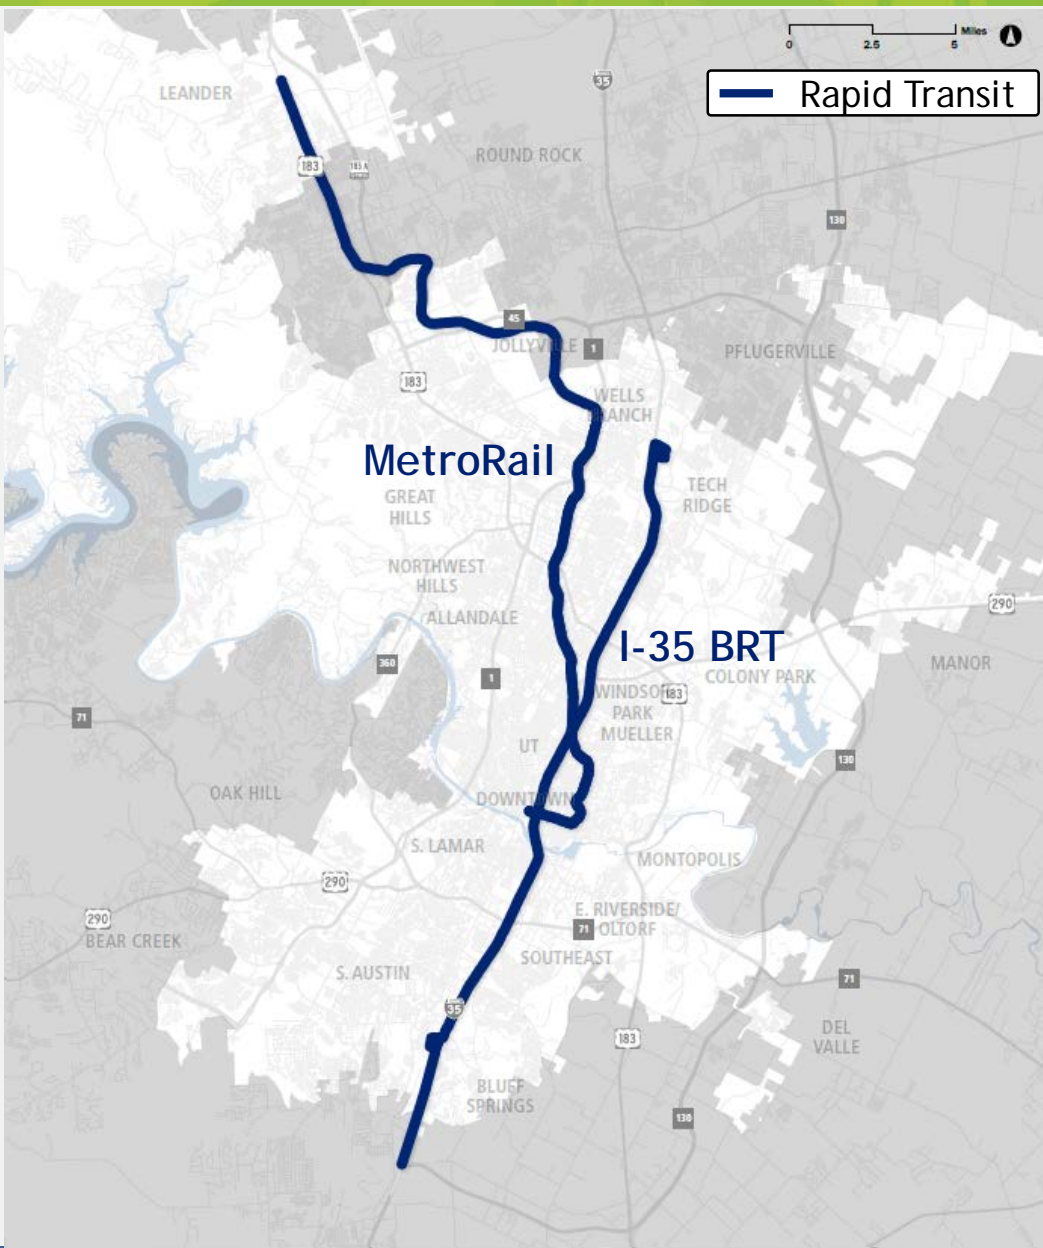 Miles
0 2.5 5
Rapid Transit
35
LEANDER
ROUND ROCK
183
183 A
130
45
JOLLYVILLE
1
PFLUGERVILLE
183
WELLS
BRANCH
MetroRail
GREAT
HILLS
TECH
RIDGE
NORTHWEST
HILLS
ALLANDALE
290
I-35 BRT
360
1
COLONY PARK
MANOR
WINDSOR
PARK
MUELLER
183
71
UT
130
OAK HILL
DOWNTOWN
S. LAMAR
MONTOPOLIS
290
290
BEAR CREEK
E. RIVERSIDE/
OLTORF
71
SOUTHEAST
S. AUSTIN
71
35
183
DEL
VALLE
BLUFF
SPRINGS
130